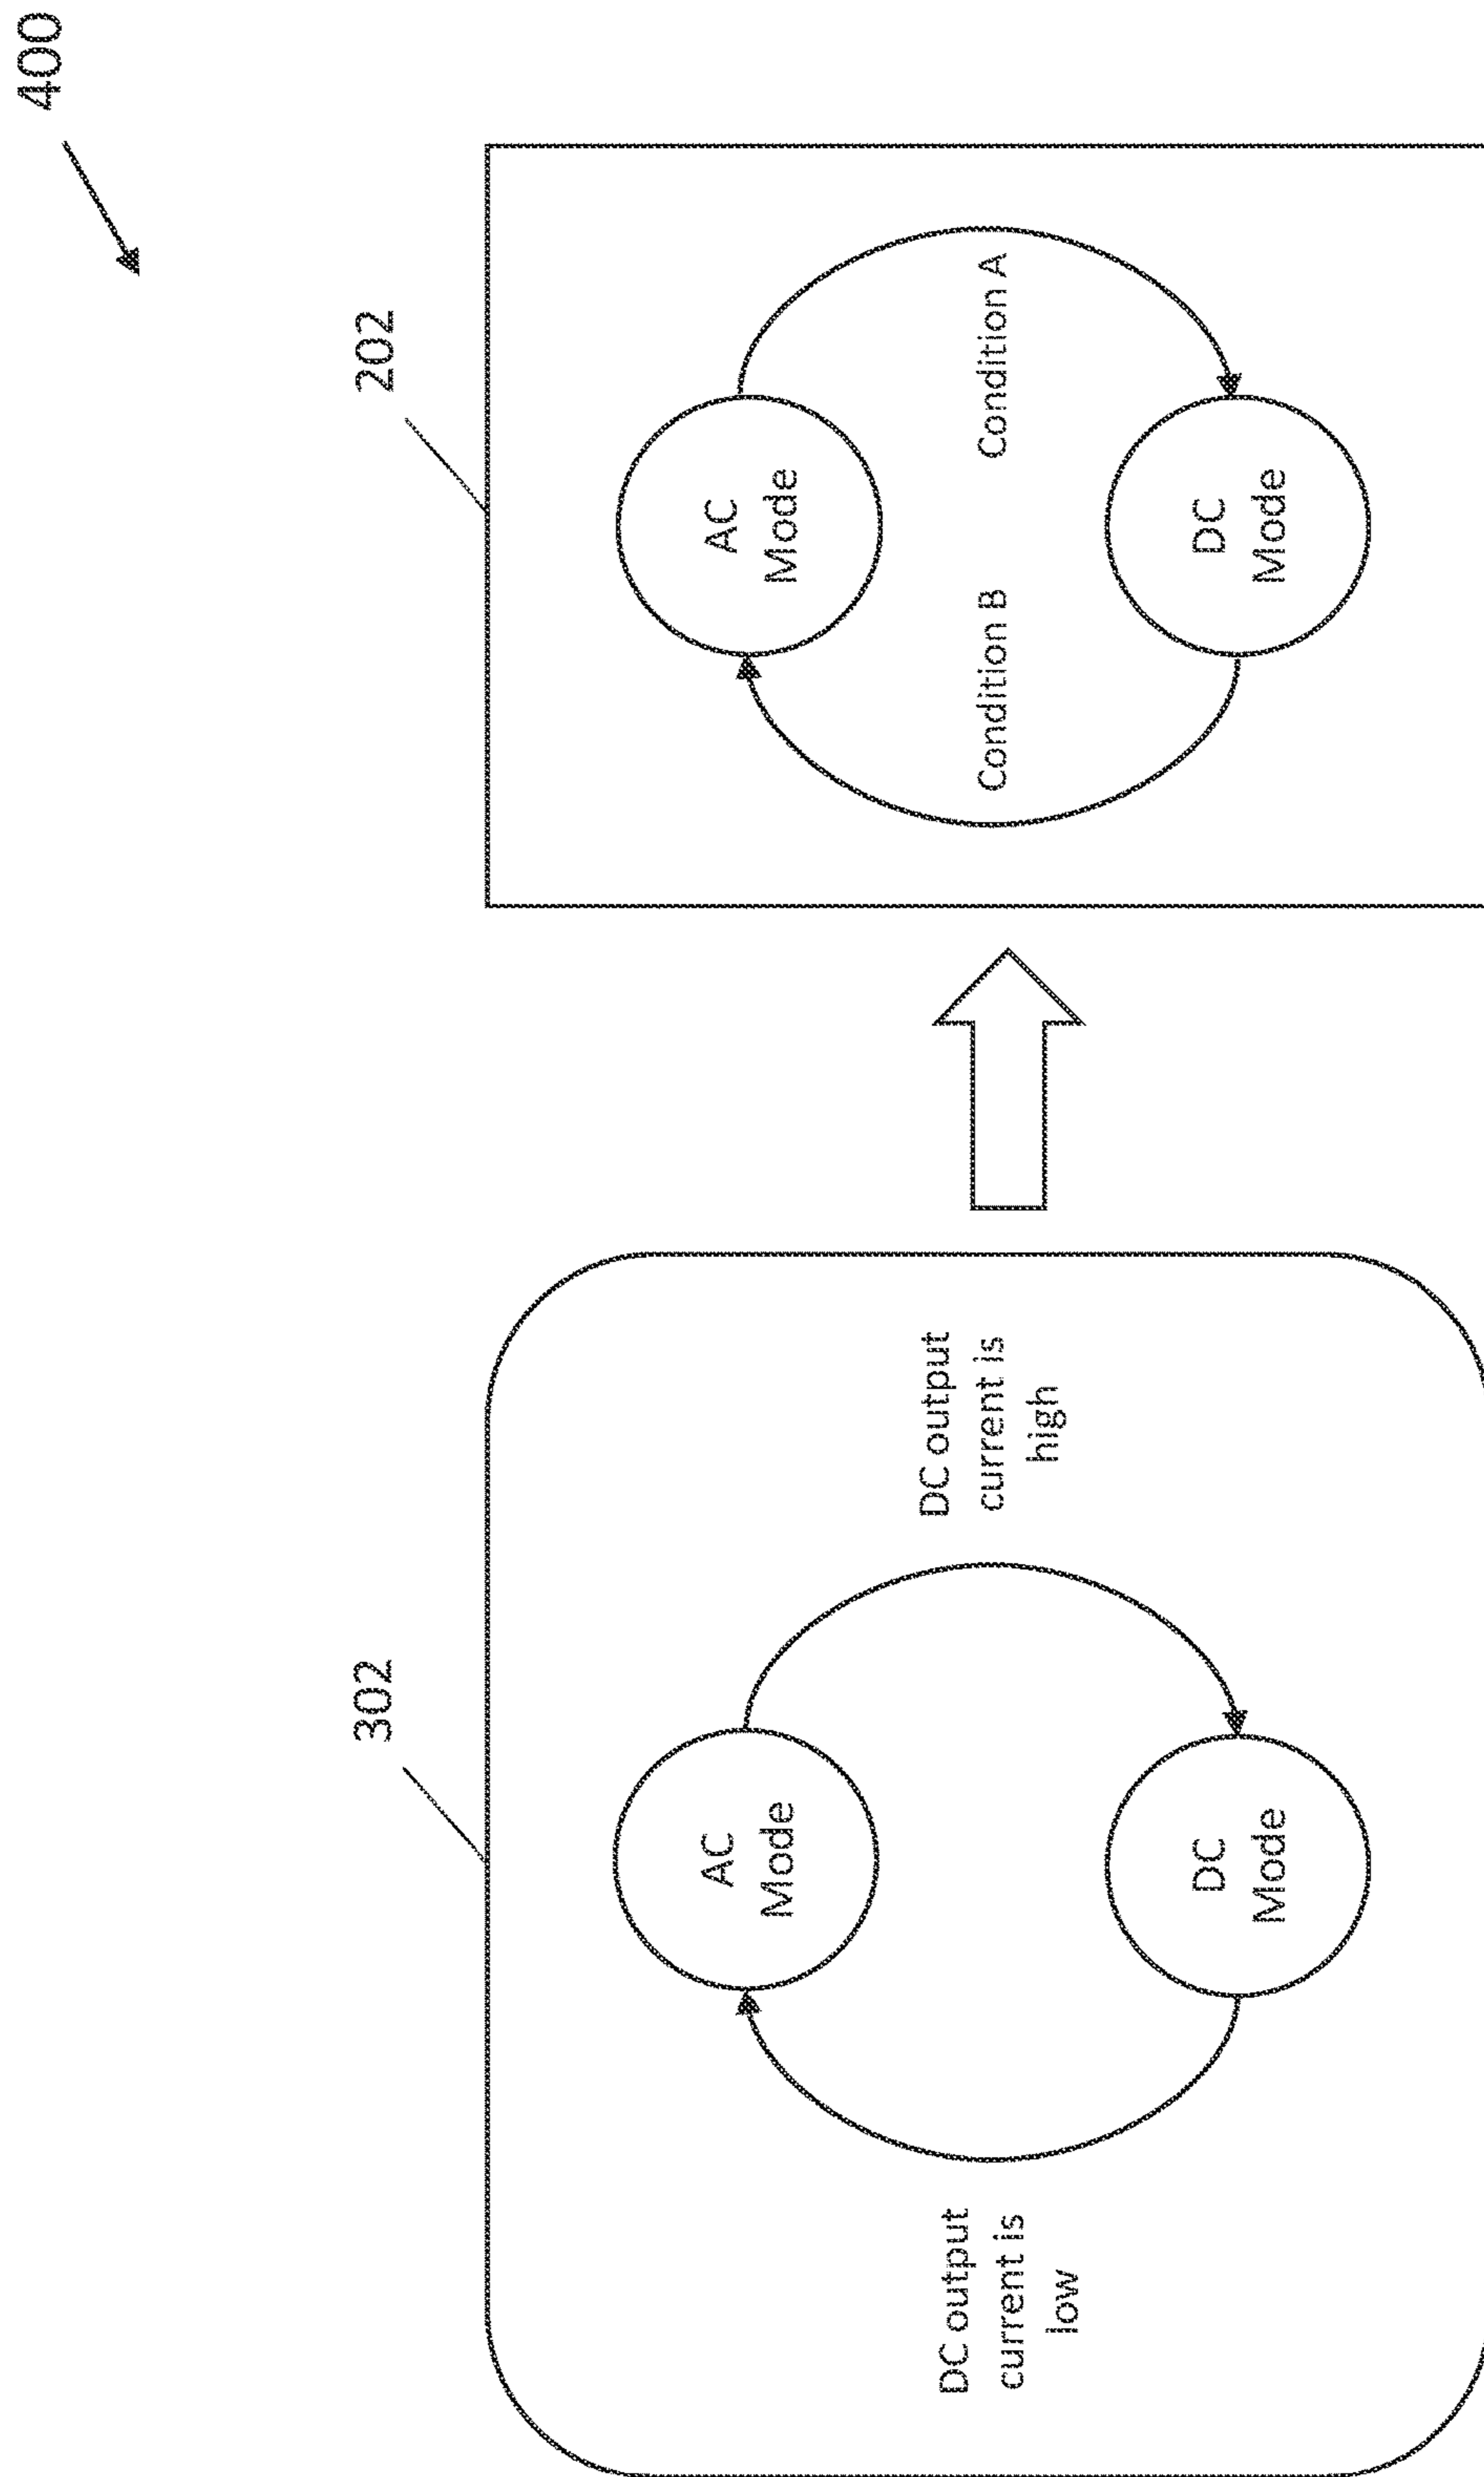 400
302
202
AC
Mode
DC output
current is
low
DC output
current is
high
DC
Mode
AC
Mode
Condition B
Condition A
DC
Mode